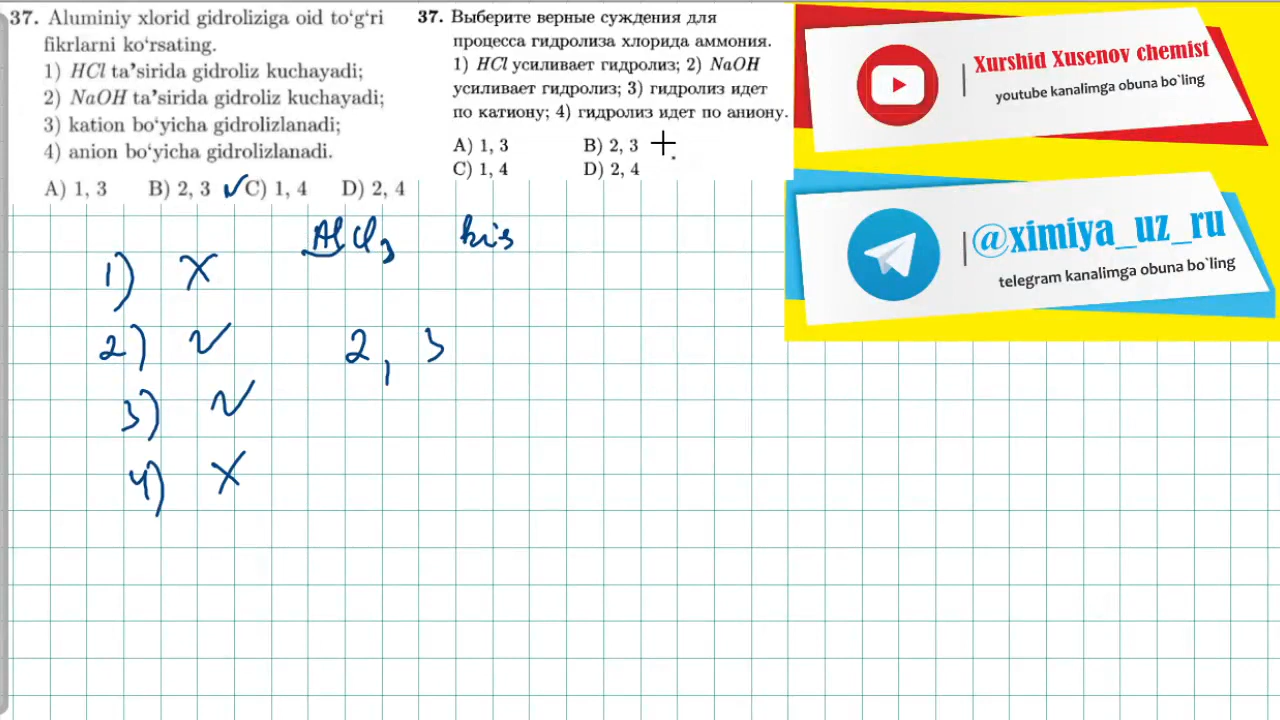 37. Aluminiy xlorid gidroliziga oid to‘g‘ri
fikrlarni ko‘rsating.
1) HCl ta’sirida gidroliz kuchayadi;
2) NaOH ta’sirida gidroliz kuchayadi;
3) kation bo‘yicha gidrolizlanadi;
4) anion bo‘yicha gidrolizlanadi.
A) 1, 3 B) 2, 3 ✓ C) 1, 4 D) 2, 4
37. Выберите верные суждения для
процесса гидролиза хлорида аммония.
1) HCl усиливает гидролиз; 2) NaOH
усиливает гидролиз; 3) гидролиз идет
по катиону; 4) гидролиз идет по аниону.
A) 1, 3 B) 2, 3
C) 1, 4 D) 2, 4
Xurshid Xusenov chemist
youtube kanalimga obuna bo`ling
@ximiya_uz_ru
telegram kanalimga obuna bo`ling
AlCl3 kis
1) X
2) ✓ 2, 3
3) ✓
4) X